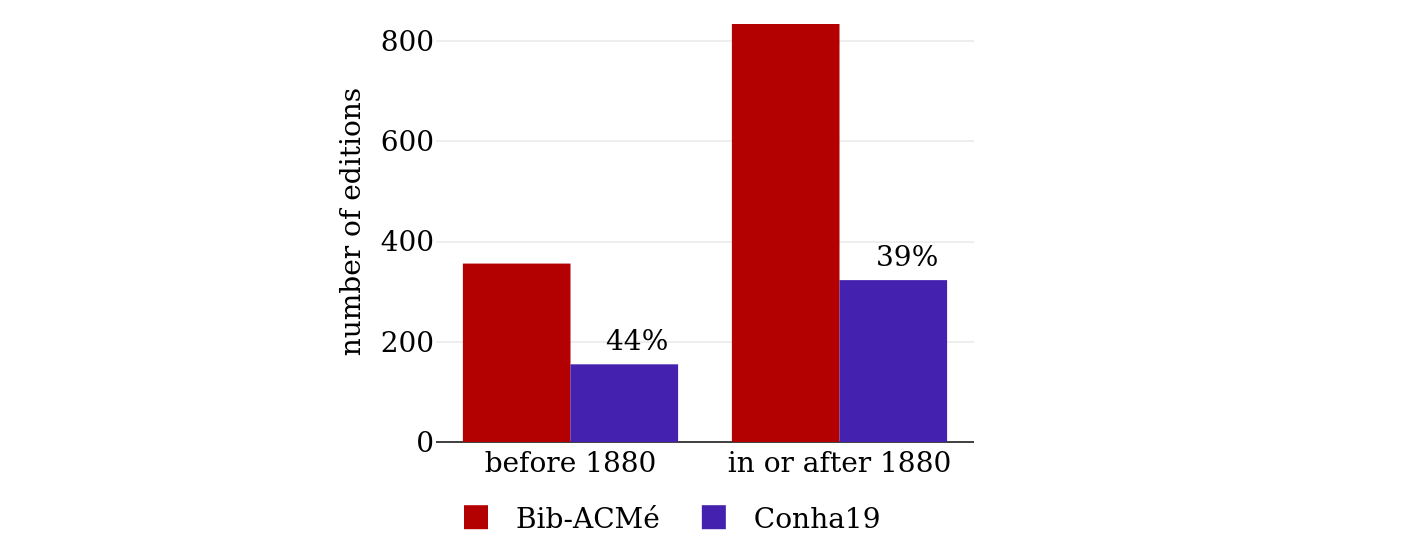 800
600
400
200
0
number of editions
44%
39%
before 1880
in or after 1880
Bib-ACMé
Conha19